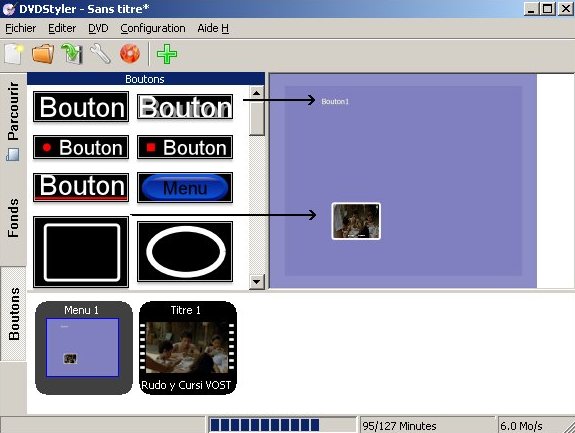 DVDStyler - Sans titre*
Fichier Editer DVD Configuration Aide H
Parcourir
Fonds
Boutons
Boutons
Bouton Bouton
Bouton Bouton
Bouton Menu
Bouton1
Menu 1 Titre 1
Rudo y Cursi VOST
95/127 Minutes 6.0 Mo/s